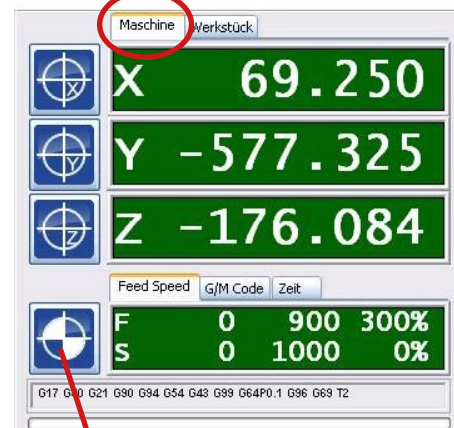 Maschine Werkstück
X 69.250
Y -577.325
Z -176.084
Feed Speed G/M Code Zeit
F 0 900 300%
S 0 1000 0%
G17 G40 G21 G90 G94 G54 G43 G99 G64P0.1 G96 G69 T2